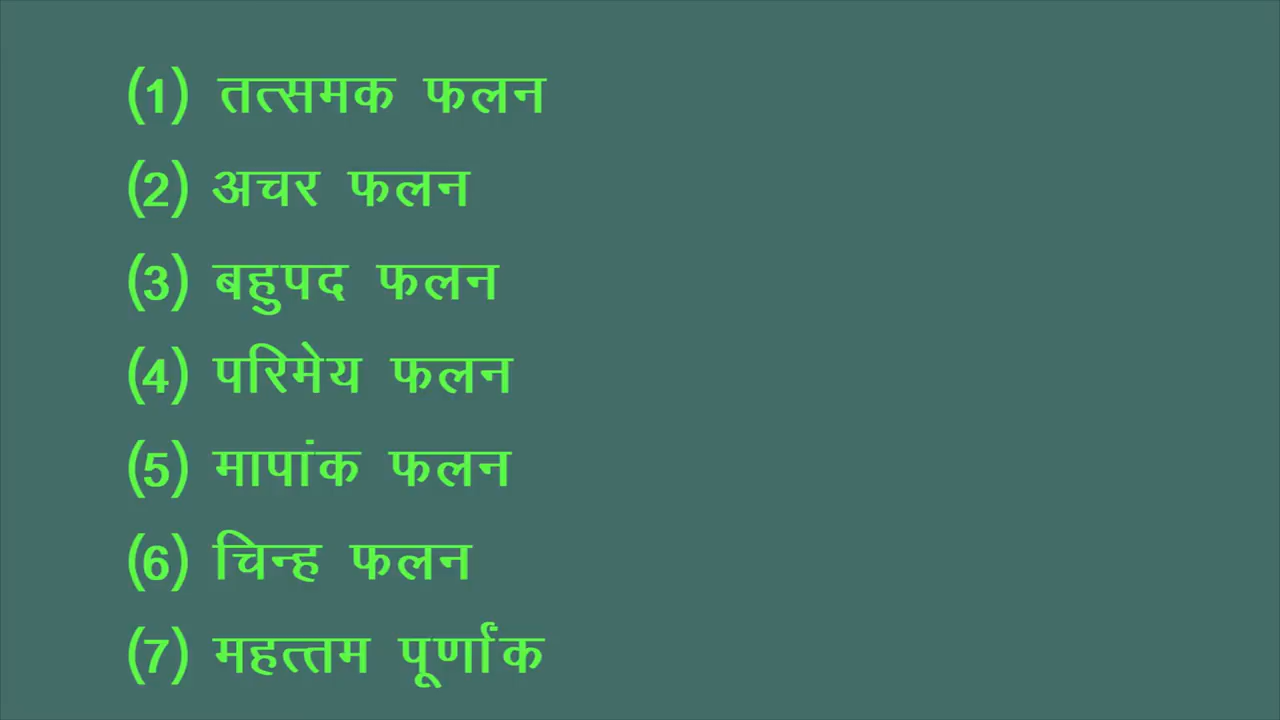 (1) तत्समक फलन
(2) अचर फलन
(3) बहुपद फलन
(4) परिमेय फलन
(5) मापांक फलन
(6) चिन्ह फलन
(7) महत्तम पूर्णांक